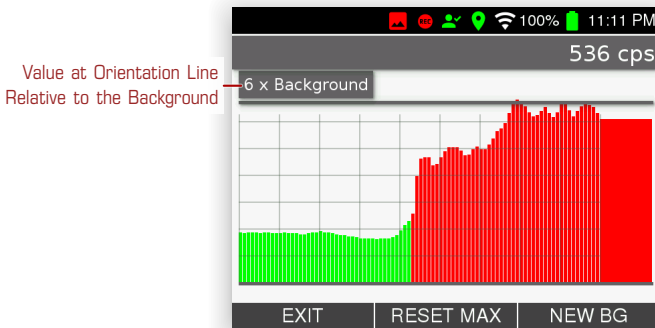 REC 100% 11:11 PM
536 cps
Value at Orientation Line
Relative to the Background
6 x Background
EXIT RESET MAX NEW BG